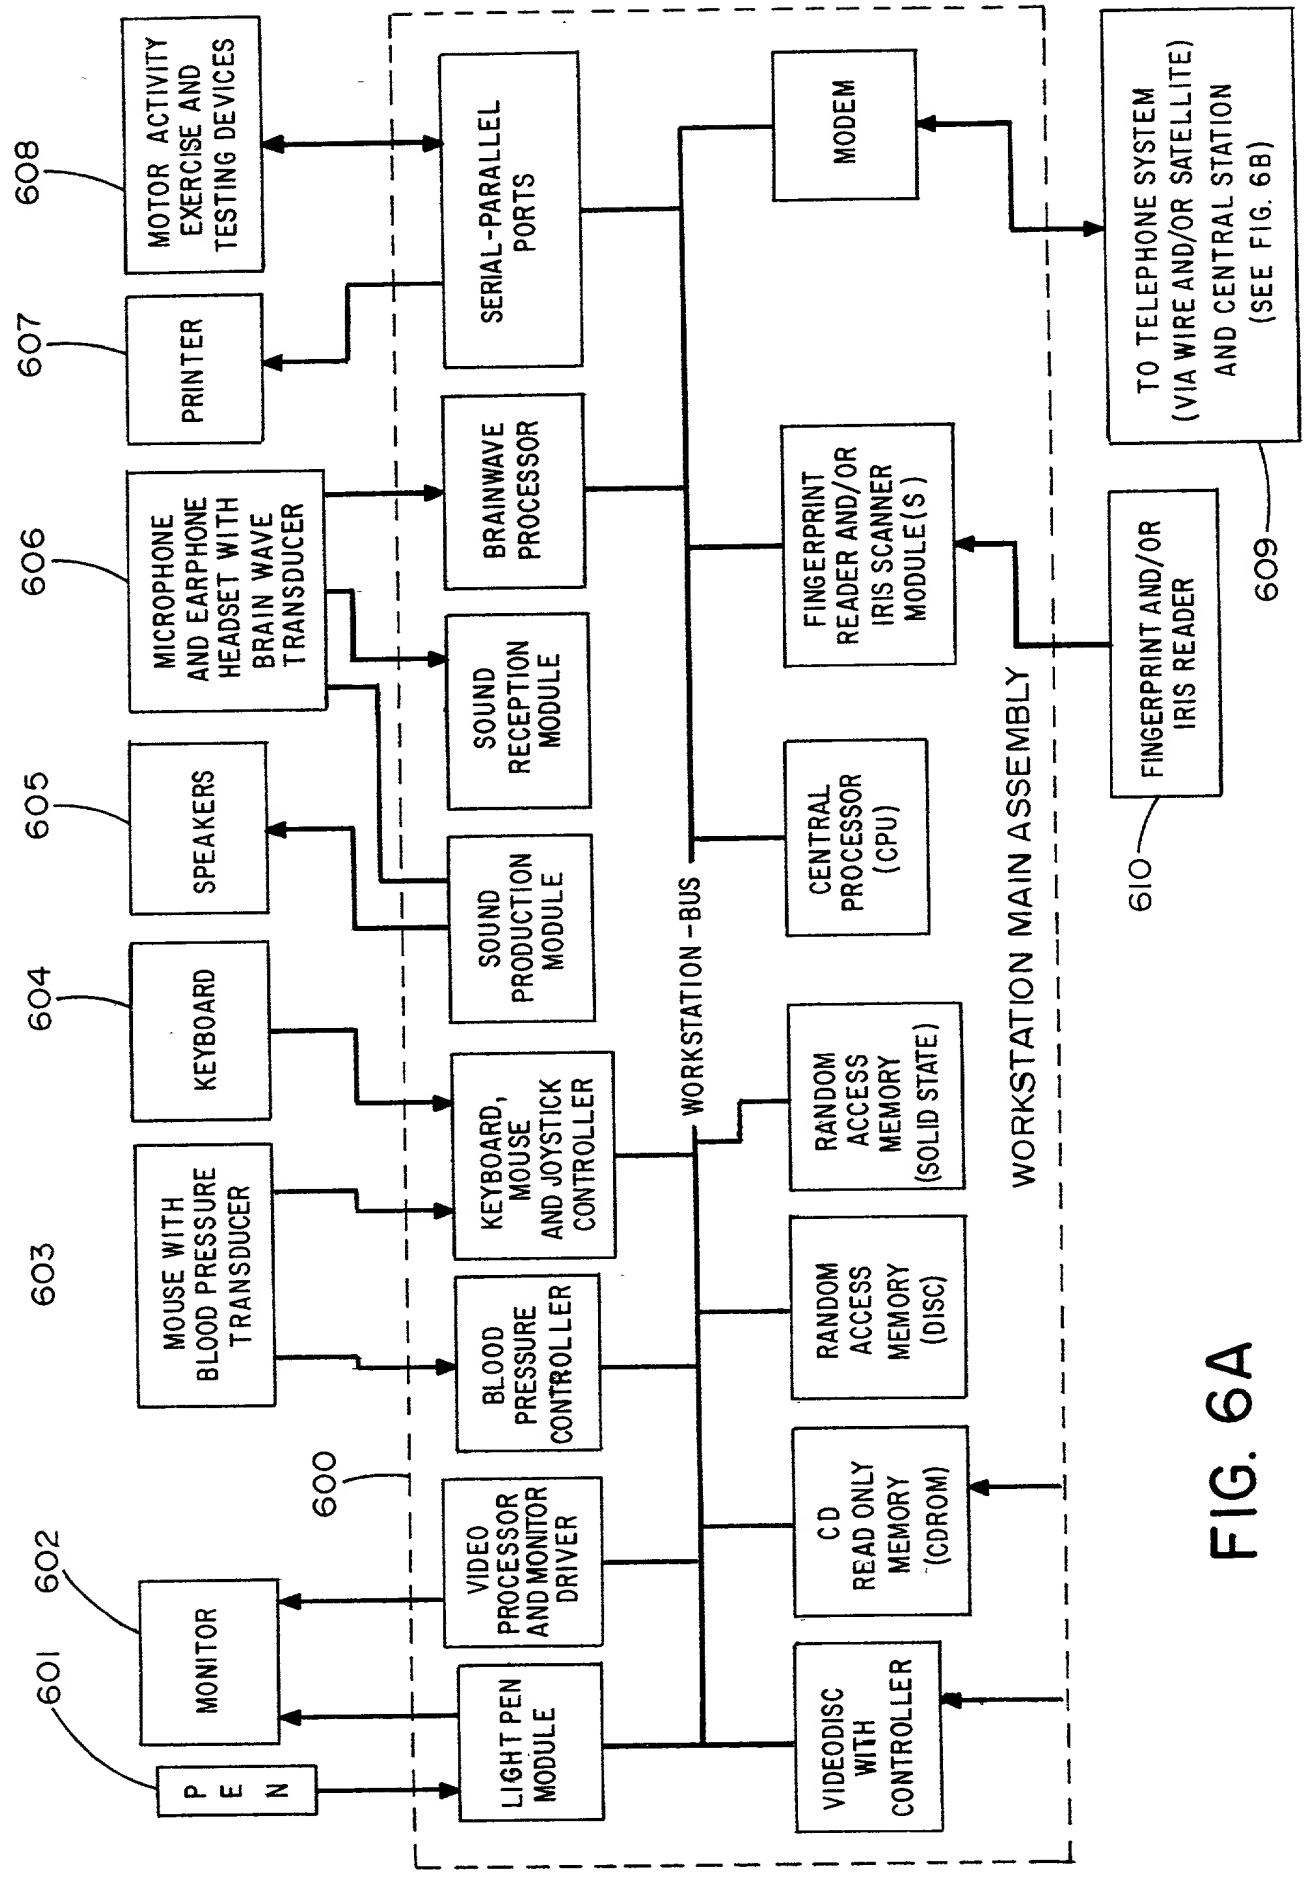 601
602
603
604
605
606
607
608
P
E
N
MONITOR
MOUSE WITH
BLOOD PRESSURE
TRANSDUCER
KEYBOARD
SPEAKERS
MICROPHONE
AND EARPHONE
HEADSET WITH
BRAIN WAVE
TRANSDUCER
PRINTER
MOTOR ACTIVITY
EXERCISE AND
TESTING DEVICES
600
LIGHT PEN
MODULE
VIDEO
PROCESSOR
AND MONITOR
DRIVER
BLOOD
PRESSURE
CONTROLLER
KEYBOARD,
MOUSE
AND JOYSTICK
CONTROLLER
SOUND
PRODUCTION
MODULE
SOUND
RECEPTION
MODULE
BRAINWAVE
PROCESSOR
SERIAL-PARALLEL
PORTS
WORKSTATION-BUS
VIDEODISC
WITH
CONTROLLER
CD
READ ONLY
MEMORY
(CDROM)
RANDOM
ACCESS
MEMORY
(DISC)
RANDOM
ACCESS
MEMORY
(SOLID STATE)
CENTRAL
PROCESSOR
(CPU)
FINGERPRINT
READER AND/OR
IRIS SCANNER
MODULE(S)
MODEM
WORKSTATION MAIN ASSEMBLY
610
FINGERPRINT AND/OR
IRIS READER
609
TO TELEPHONE SYSTEM
(VIA WIRE AND/OR SATELLITE)
AND CENTRAL STATION
(SEE FIG. 6B)
FIG. 6A